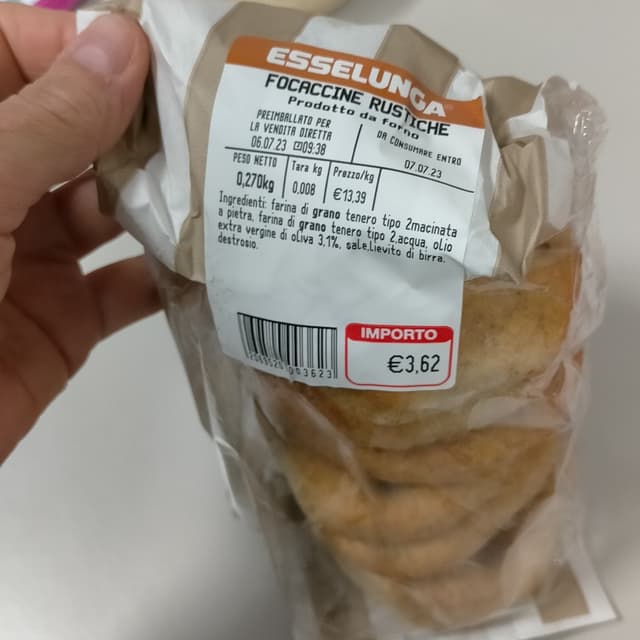 ESSELUNGA®
FOCACCINE RUSTICHE
Prodotto da forno
PREIMBALLATO PER
LA VENDITA DIRETTA
06.07.23 09:38
DA CONSUMARE ENTRO
07.07.23
PESO NETTO
0,270kg
Tara kg
0,008
Prezzo/kg
€13,39
Ingredienti: farina di grano tenero tipo 2macinata
a pietra, farina di grano tenero tipo 2,acqua, olio
extra vergine di oliva 3,1%, sale,lievito di birra,
destrosio.
IMPORTO
€3,62